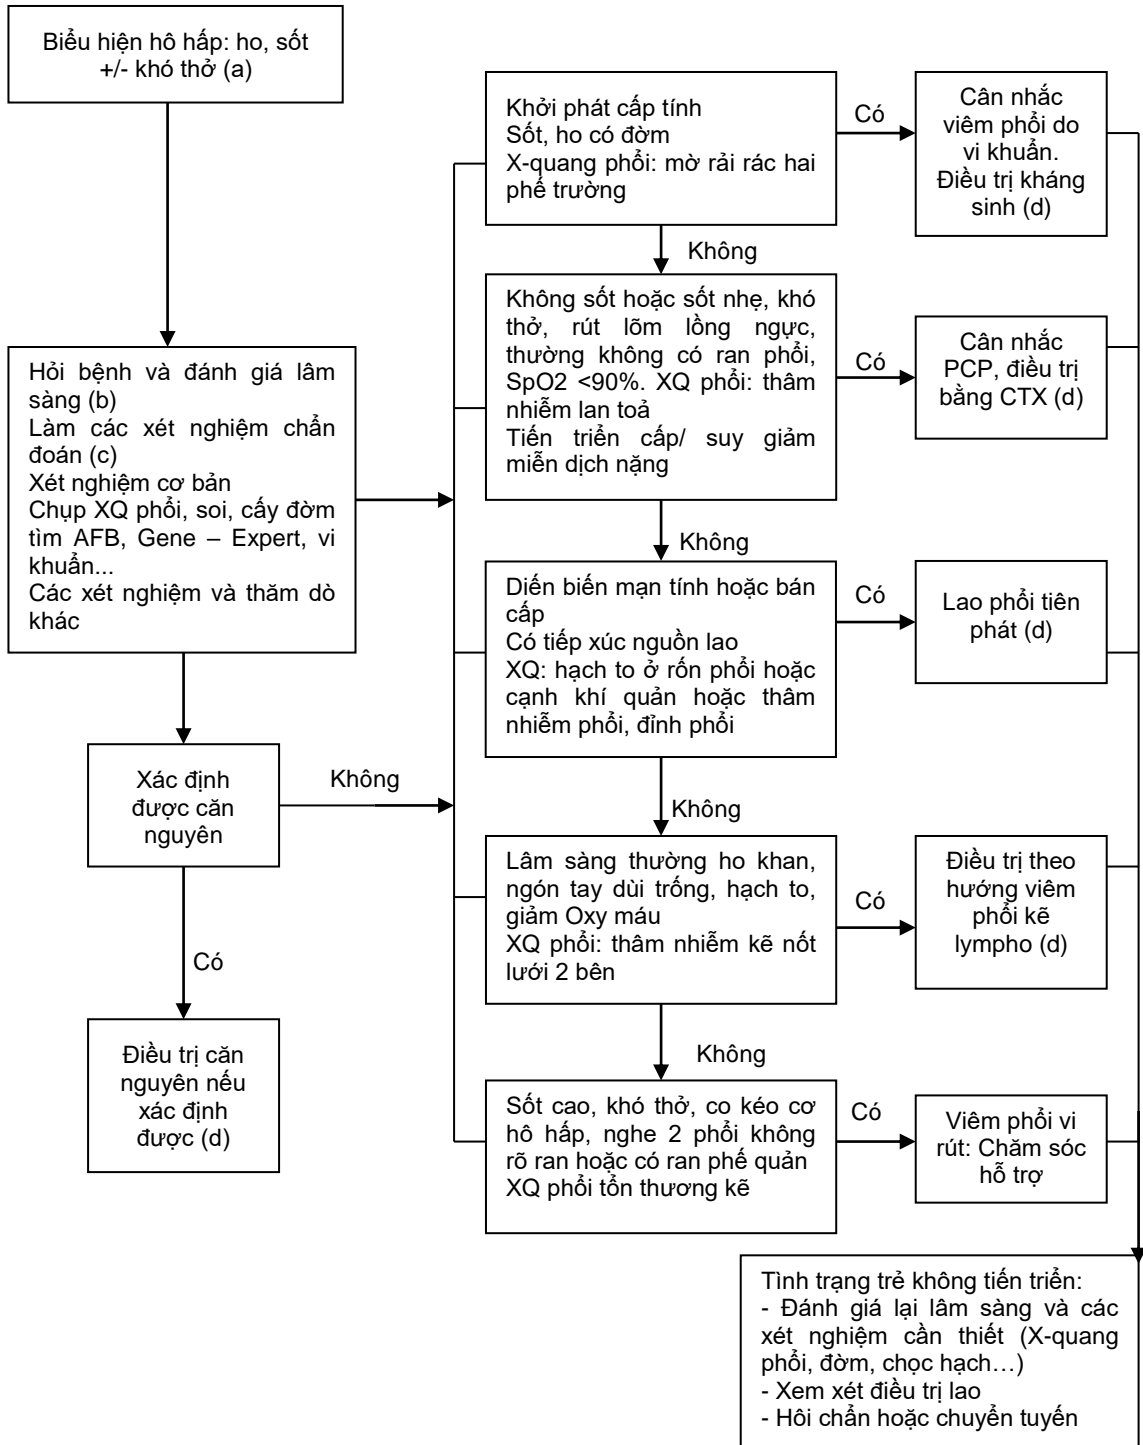 Biểu hiện hô hấp: ho, sốt
+/- khó thở (a)
Hỏi bệnh và đánh giá lâm
sàng (b)
Làm các xét nghiệm chẩn
đoán (c)
Xét nghiệm cơ bản
Chụp XQ phổi, soi, cấy đờm
tìm AFB, Gene – Expert, vi
khuẩn...
Các xét nghiệm và thăm dò
khác
Xác định
được căn
nguyên
Không
Có
Điều trị căn
nguyên nếu
xác định
được (d)
Khởi phát cấp tính
Sốt, ho có đờm
X-quang phổi: mờ rải rác hai
phế trường
Có
Cân nhắc
viêm phổi do
vi khuẩn.
Điều trị kháng
sinh (d)
Không
Không sốt hoặc sốt nhẹ, khó
thở, rút lõm lồng ngực,
thường không có ran phổi,
SpO2 <90%. XQ phổi: thâm
nhiễm lan toả
Tiến triển cấp/ suy giảm
miễn dịch nặng
Có
Cân nhắc
PCP, điều trị
bằng CTX (d)
Không
Diến biến mạn tính hoặc bán
cấp
Có tiếp xúc nguồn lao
XQ: hạch to ở rốn phổi hoặc
cạnh khí quản hoặc thâm
nhiễm phổi, đỉnh phổi
Có
Lao phổi tiên
phát (d)
Không
Lâm sàng thường ho khan,
ngón tay dùi trống, hạch to,
giảm Oxy máu
XQ phổi: thâm nhiễm kẽ nốt
lưới 2 bên
Có
Điều trị theo
hướng viêm
phổi kẽ
lympho (d)
Không
Sốt cao, khó thở, co kéo cơ
hô hấp, nghe 2 phổi không
rõ ran hoặc có ran phế quản
XQ phổi tổn thương kẽ
Có
Viêm phổi vi
rút: Chăm sóc
hỗ trợ
Tình trạng trẻ không tiến triển:
- Đánh giá lại lâm sàng và các
xét nghiệm cần thiết (X-quang
phổi, đờm, chọc hạch…)
- Xem xét điều trị lao
- Hôi chẩn hoặc chuyển tuyến